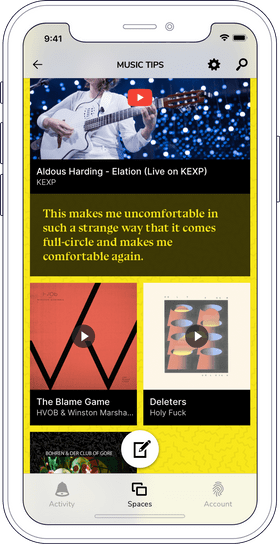 9:41
MUSIC TIPS
Aldous Harding - Elation (Live on KEXP)
KEXP
This makes me uncomfortable in
such a strange way that it comes
full-circle and makes me
comfortable again.
The Blame Game
HVOB & Winston Marsha...
Deleters
Holy Fuck
BOHREN & DER CLUB OF GORE
Activity
Spaces
Account